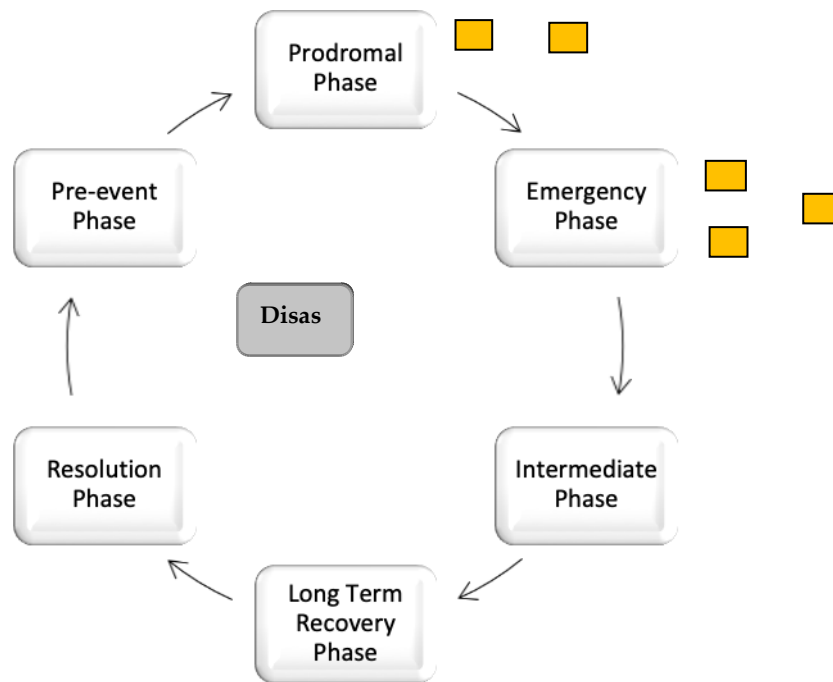 Prodromal
Phase
Pre-event
Phase
Emergency
Phase
Disas
Resolution
Phase
Intermediate
Phase
Long Term
Recovery
Phase